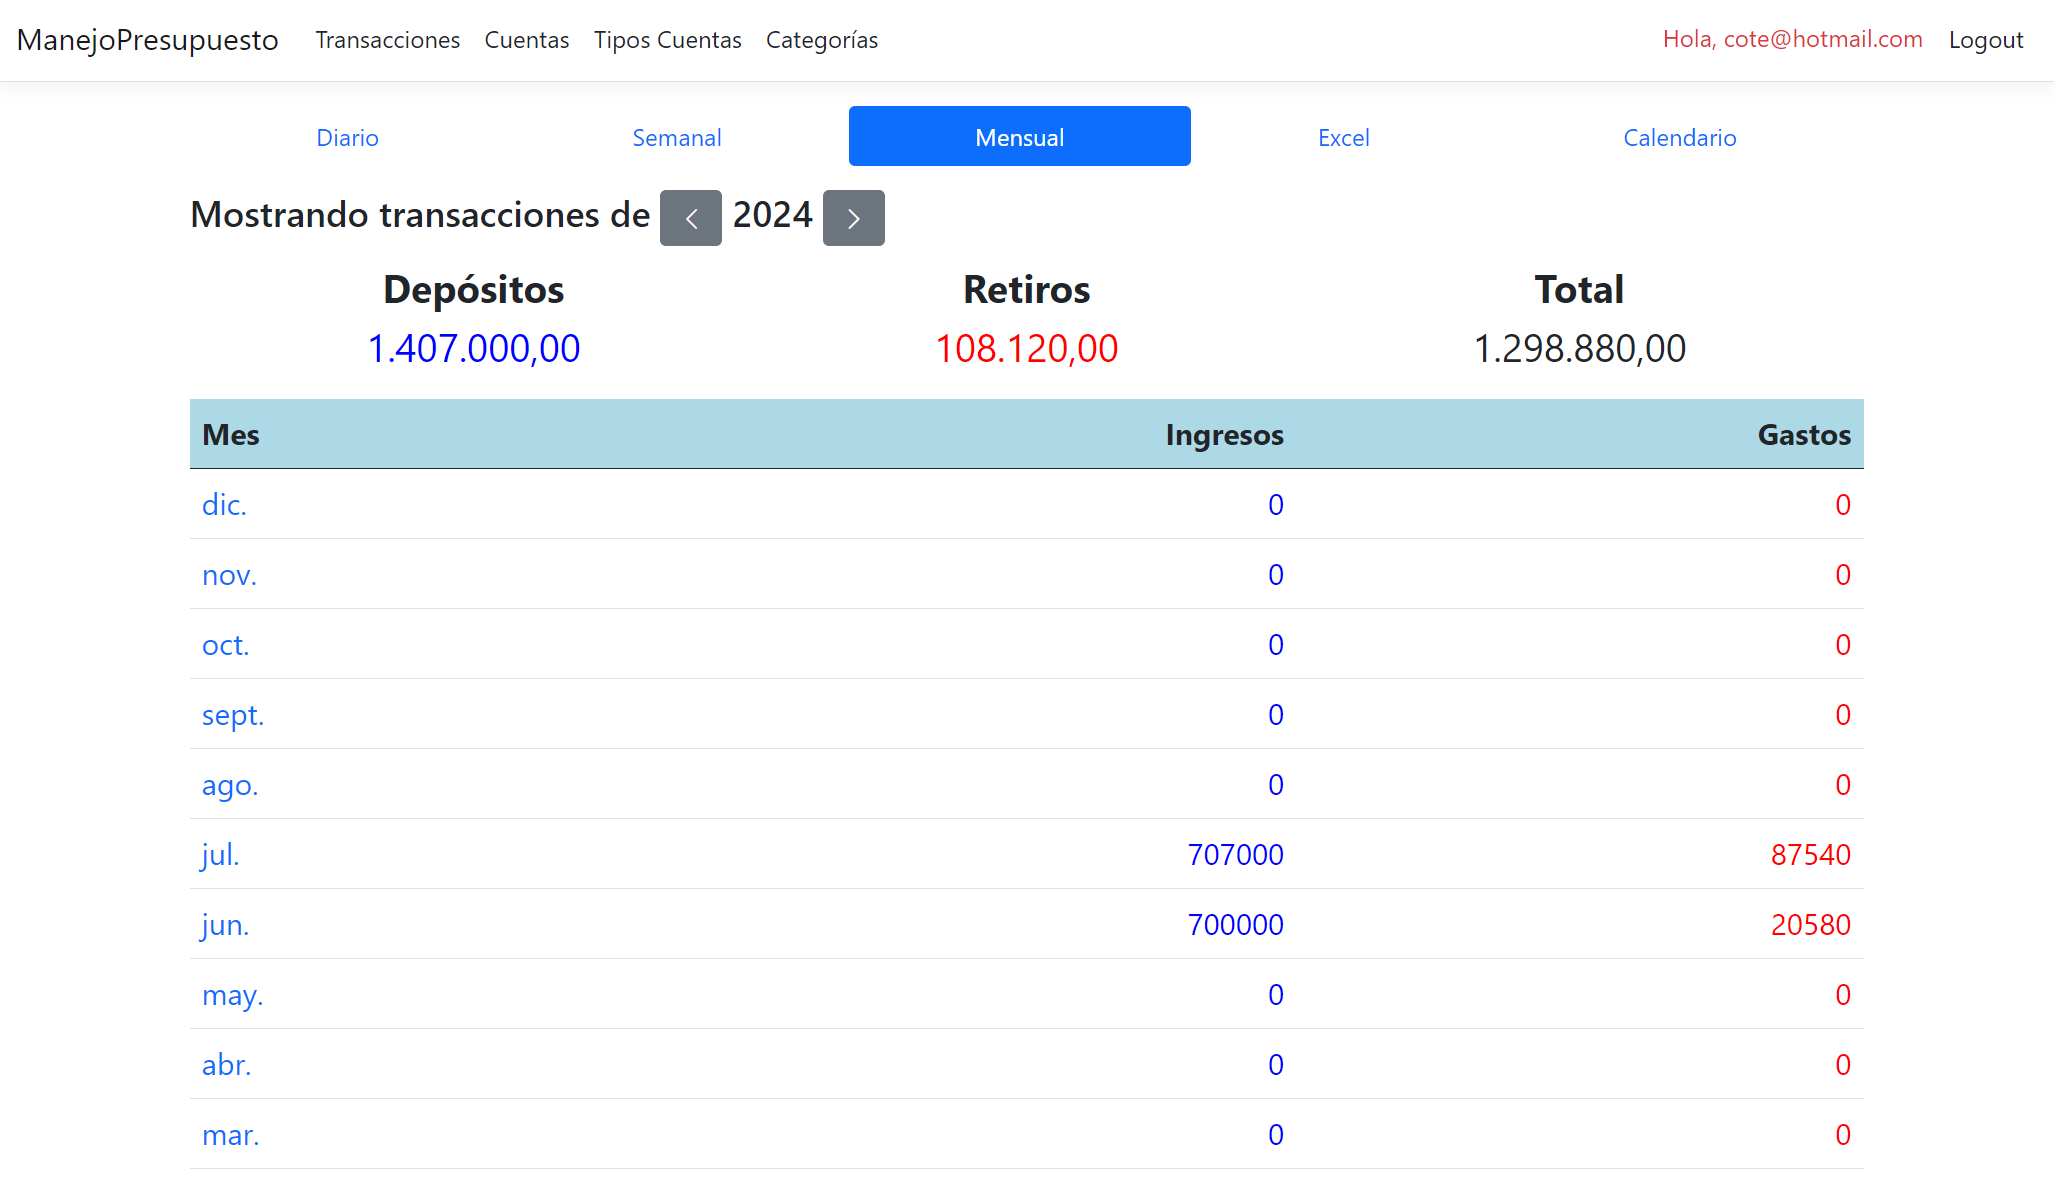 ManejoPresupuesto Transacciones Cuentas Tipos Cuentas Categorías Hola, cote@hotmail.com Logout
Diario Semanal Mensual Excel Calendario
Mostrando transacciones de < 2024 >
Depósitos Retiros Total
1.407.000,00 108.120,00 1.298.880,00
Mes Ingresos Gastos
dic. 0 0
nov. 0 0
oct. 0 0
sept. 0 0
ago. 0 0
jul. 707000 87540
jun. 700000 20580
may. 0 0
abr. 0 0
mar. 0 0